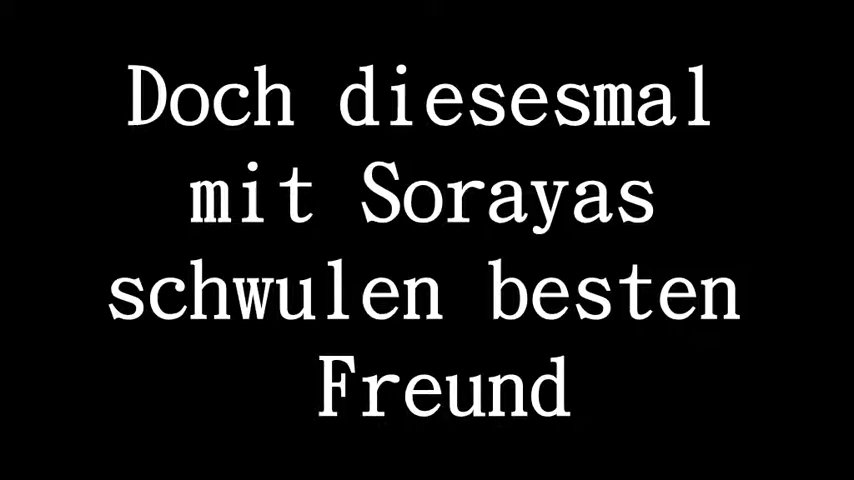 Doch diesesmal
mit Sorayas
schwulen besten
Freund